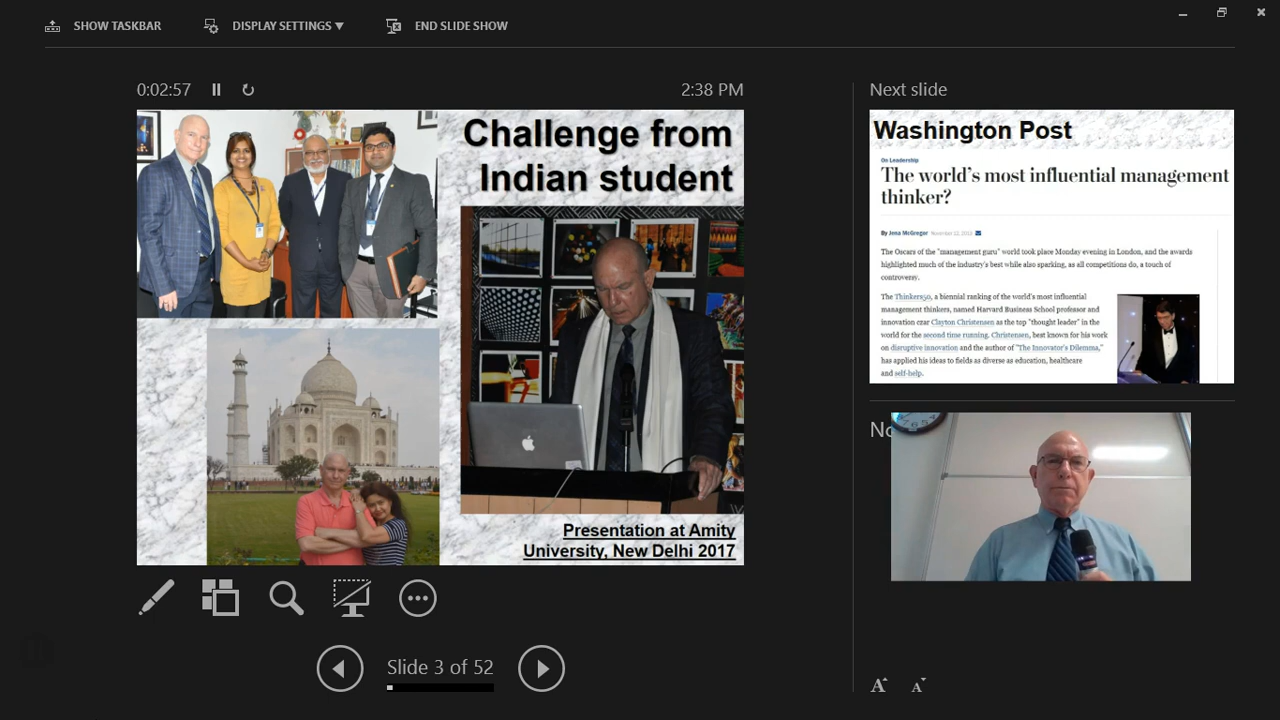 SHOW TASKBAR
DISPLAY SETTINGS ▼
END SLIDE SHOW
0:02:57
2:38 PM
Challenge from
Indian student
Presentation at Amity
University, New Delhi 2017
Slide 3 of 52
Next slide
Washington Post
On Leadership
The world's most influential management
thinker?
By Jena McGregor November 12, 2013
The Oscars of the "management guru" world took place Monday evening in London, and the awards
highlighted much of the industry's best while also sparking, as all competitions do, a touch of
controversy.
The Thinkers50, a biennial ranking of the world's most influential
management thinkers, named Harvard Business School professor and
innovation czar Clayton Christensen as the top "thought leader" in the
world for the second time running. Christensen, best known for his work
on disruptive innovation and the author of "The Innovator's Dilemma,"
has applied his ideas to fields as diverse as education, healthcare
and self-help.
No
A A